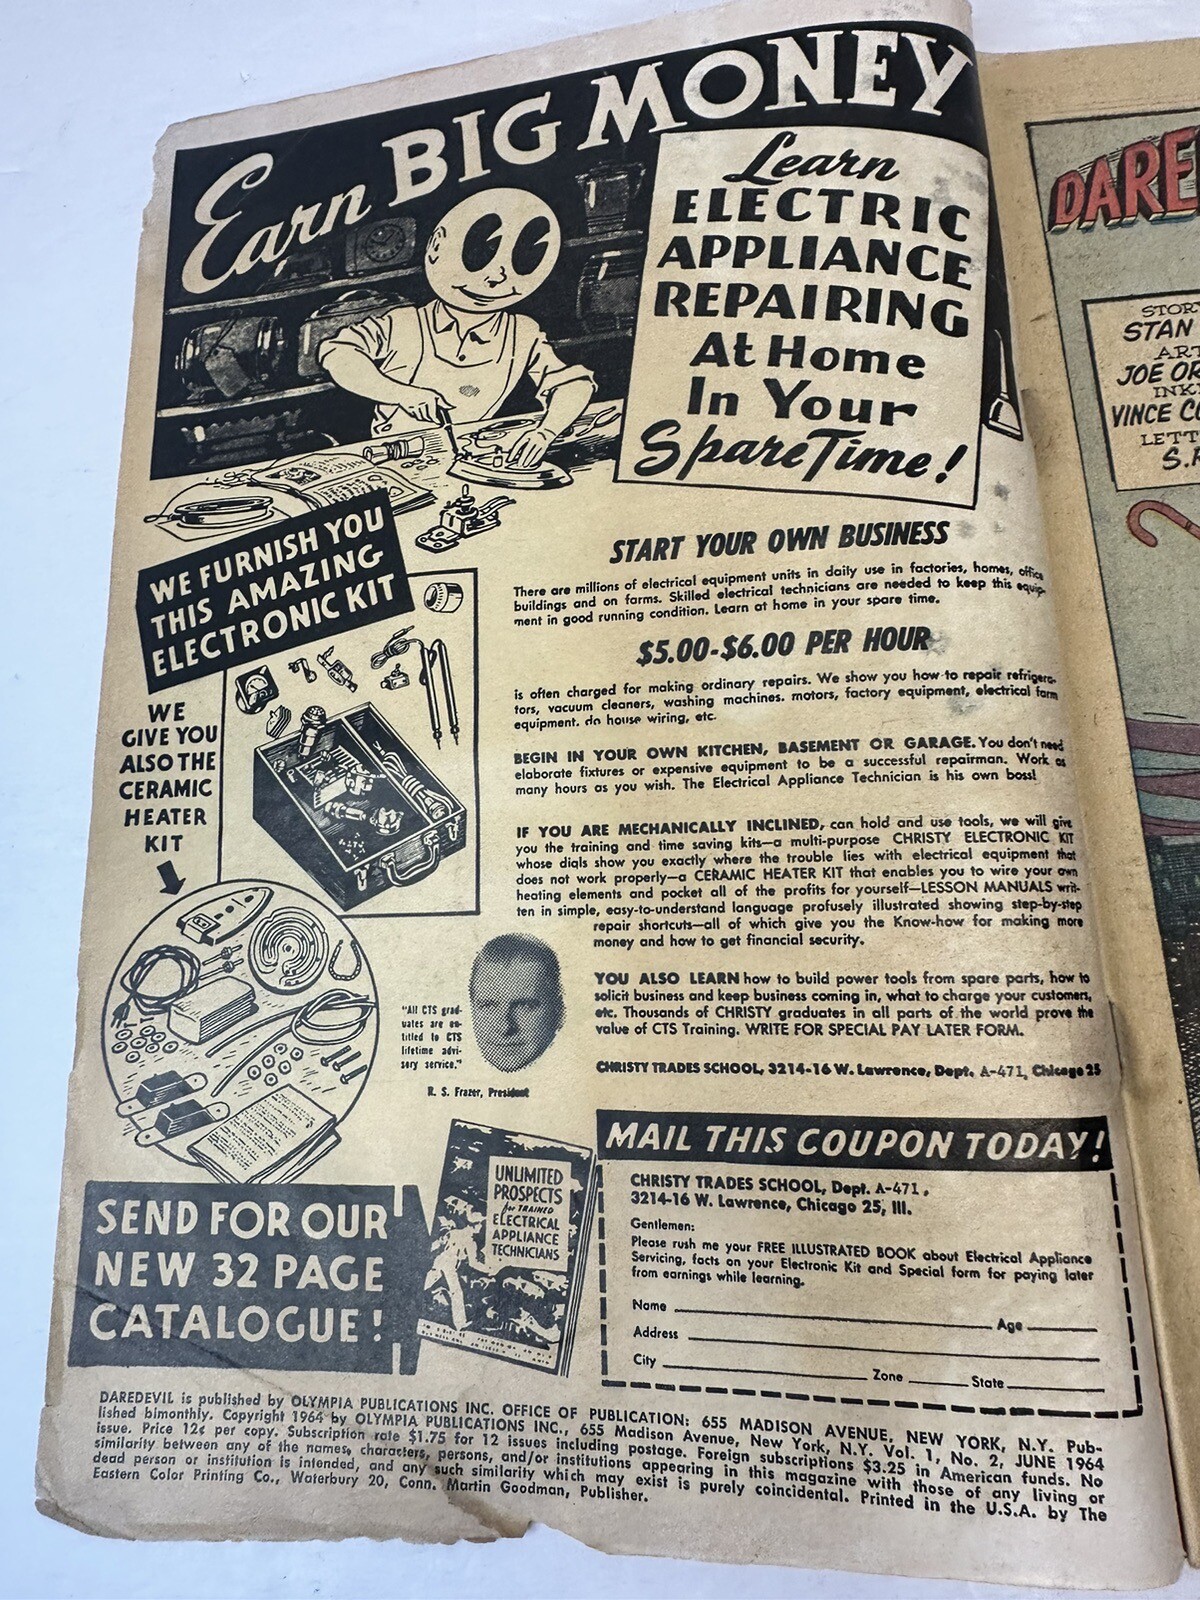 Earn BIG MONEY
Learn
ELECTRIC
APPLIANCE
REPAIRING
At Home
In Your
Spare Time!
WE FURNISH YOU
THIS AMAZING
ELECTRONIC KIT
WE
GIVE YOU
ALSO THE
CERAMIC
HEATER
KIT
START YOUR OWN BUSINESS
There are millions of electrical equipment units in daily use in factories, homes, office
buildings and on farms. Skilled electrical technicians are needed to keep this equip-
ment in good running condition. Learn at home in your spare time.
$5.00-$6.00 PER HOUR
is often charged for making ordinary repairs. We show you how to repair refrigera-
tors, vacuum cleaners, washing machines. motors, factory equipment, electrical farm
equipment. do house wiring, etc.
BEGIN IN YOUR OWN KITCHEN, BASEMENT OR GARAGE. You don't need
elaborate fixtures or expensive equipment to be a successful repairman. Work as
many hours as you wish. The Electrical Appliance Technician is his own boss!
IF YOU ARE MECHANICALLY INCLINED, can hold and use tools, we will give
you the training and time saving kits—a multi-purpose CHRISTY ELECTRONIC KIT
whose dials show you exactly where the trouble lies with electrical equipment that
does not work properly—a CERAMIC HEATER KIT that enables you to wire your own
heating elements and pocket all of the profits for yourself—LESSON MANUALS writ-
ten in simple, easy-to-understand language profusely illustrated showing step-by-step
repair shortcuts—all of which give you the Know-how for making more
money and how to get financial security.
YOU ALSO LEARN how to build power tools from spare parts, how to
solicit business and keep business coming in, what to charge your customers,
etc. Thousands of CHRISTY graduates in all parts of the world prove the
value of CTS Training. WRITE FOR SPECIAL PAY LATER FORM.
CHRISTY TRADES SCHOOL, 3214-16 W. Lawrence, Dept. A-471, Chicago 25
"All CTS grad-
uates are en-
titled to CTS
lifetime advi-
sory service."
R. S. Frazer, President
SEND FOR OUR
NEW 32 PAGE
CATALOGUE!
UNLIMITED
PROSPECTS
for TRAINED
ELECTRICAL
APPLIANCE
TECHNICIANS
MAIL THIS COUPON TODAY!
CHRISTY TRADES SCHOOL, Dept. A-471,
3214-16 W. Lawrence, Chicago 25, Ill.
Gentlemen:
Please rush me your FREE ILLUSTRATED BOOK about Electrical Appliance
Servicing, facts on your Electronic Kit and Special form for paying later
from earnings while learning.
Name Age
Address
City Zone State
DAREDEVIL is published by OLYMPIA PUBLICATIONS INC. OFFICE OF PUBLICATION: 655 MADISON AVENUE, NEW YORK, N.Y. Pub-
lished bimonthly. Copyright 1964 by OLYMPIA PUBLICATIONS INC., 655 Madison Avenue, New York, N.Y. Vol. 1, No. 2, JUNE 1964
issue. Price 12¢ per copy. Subscription rate $1.75 for 12 issues including postage. Foreign subscriptions $3.25 in American funds. No
similarity between any of the names, characters, persons, and/or institutions appearing in this magazine with those of any living or
dead person or institution is intended, and any such similarity which may exist is purely coincidental. Printed in the U.S.A. by The
Eastern Color Printing Co., Waterbury 20, Conn. Martin Goodman, Publisher.
DARE
STOR
STAN
ART
JOE OR
INK
VINCE CO
LETT
S.R